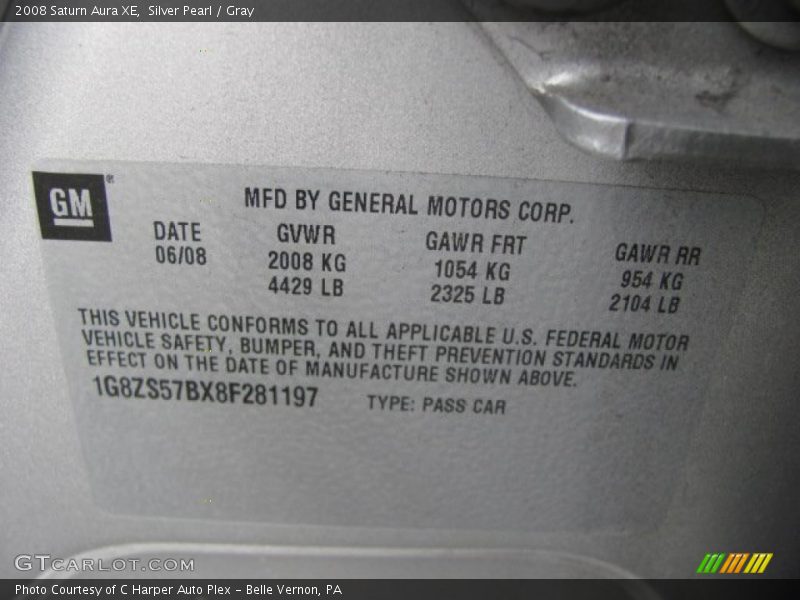 2008 Saturn Aura XE, Silver Pearl / Gray
GM
MFD BY GENERAL MOTORS CORP.
DATE GVWR GAWR FRT GAWR RR
06/08 2008 KG 1054 KG 954 KG
4429 LB 2325 LB 2104 LB
THIS VEHICLE CONFORMS TO ALL APPLICABLE U.S. FEDERAL MOTOR
VEHICLE SAFETY, BUMPER, AND THEFT PREVENTION STANDARDS IN
EFFECT ON THE DATE OF MANUFACTURE SHOWN ABOVE.
1G8ZS57BX8F281197 TYPE: PASS CAR
GTCARLOT.COM
Photo Courtesy of C Harper Auto Plex - Belle Vernon, PA